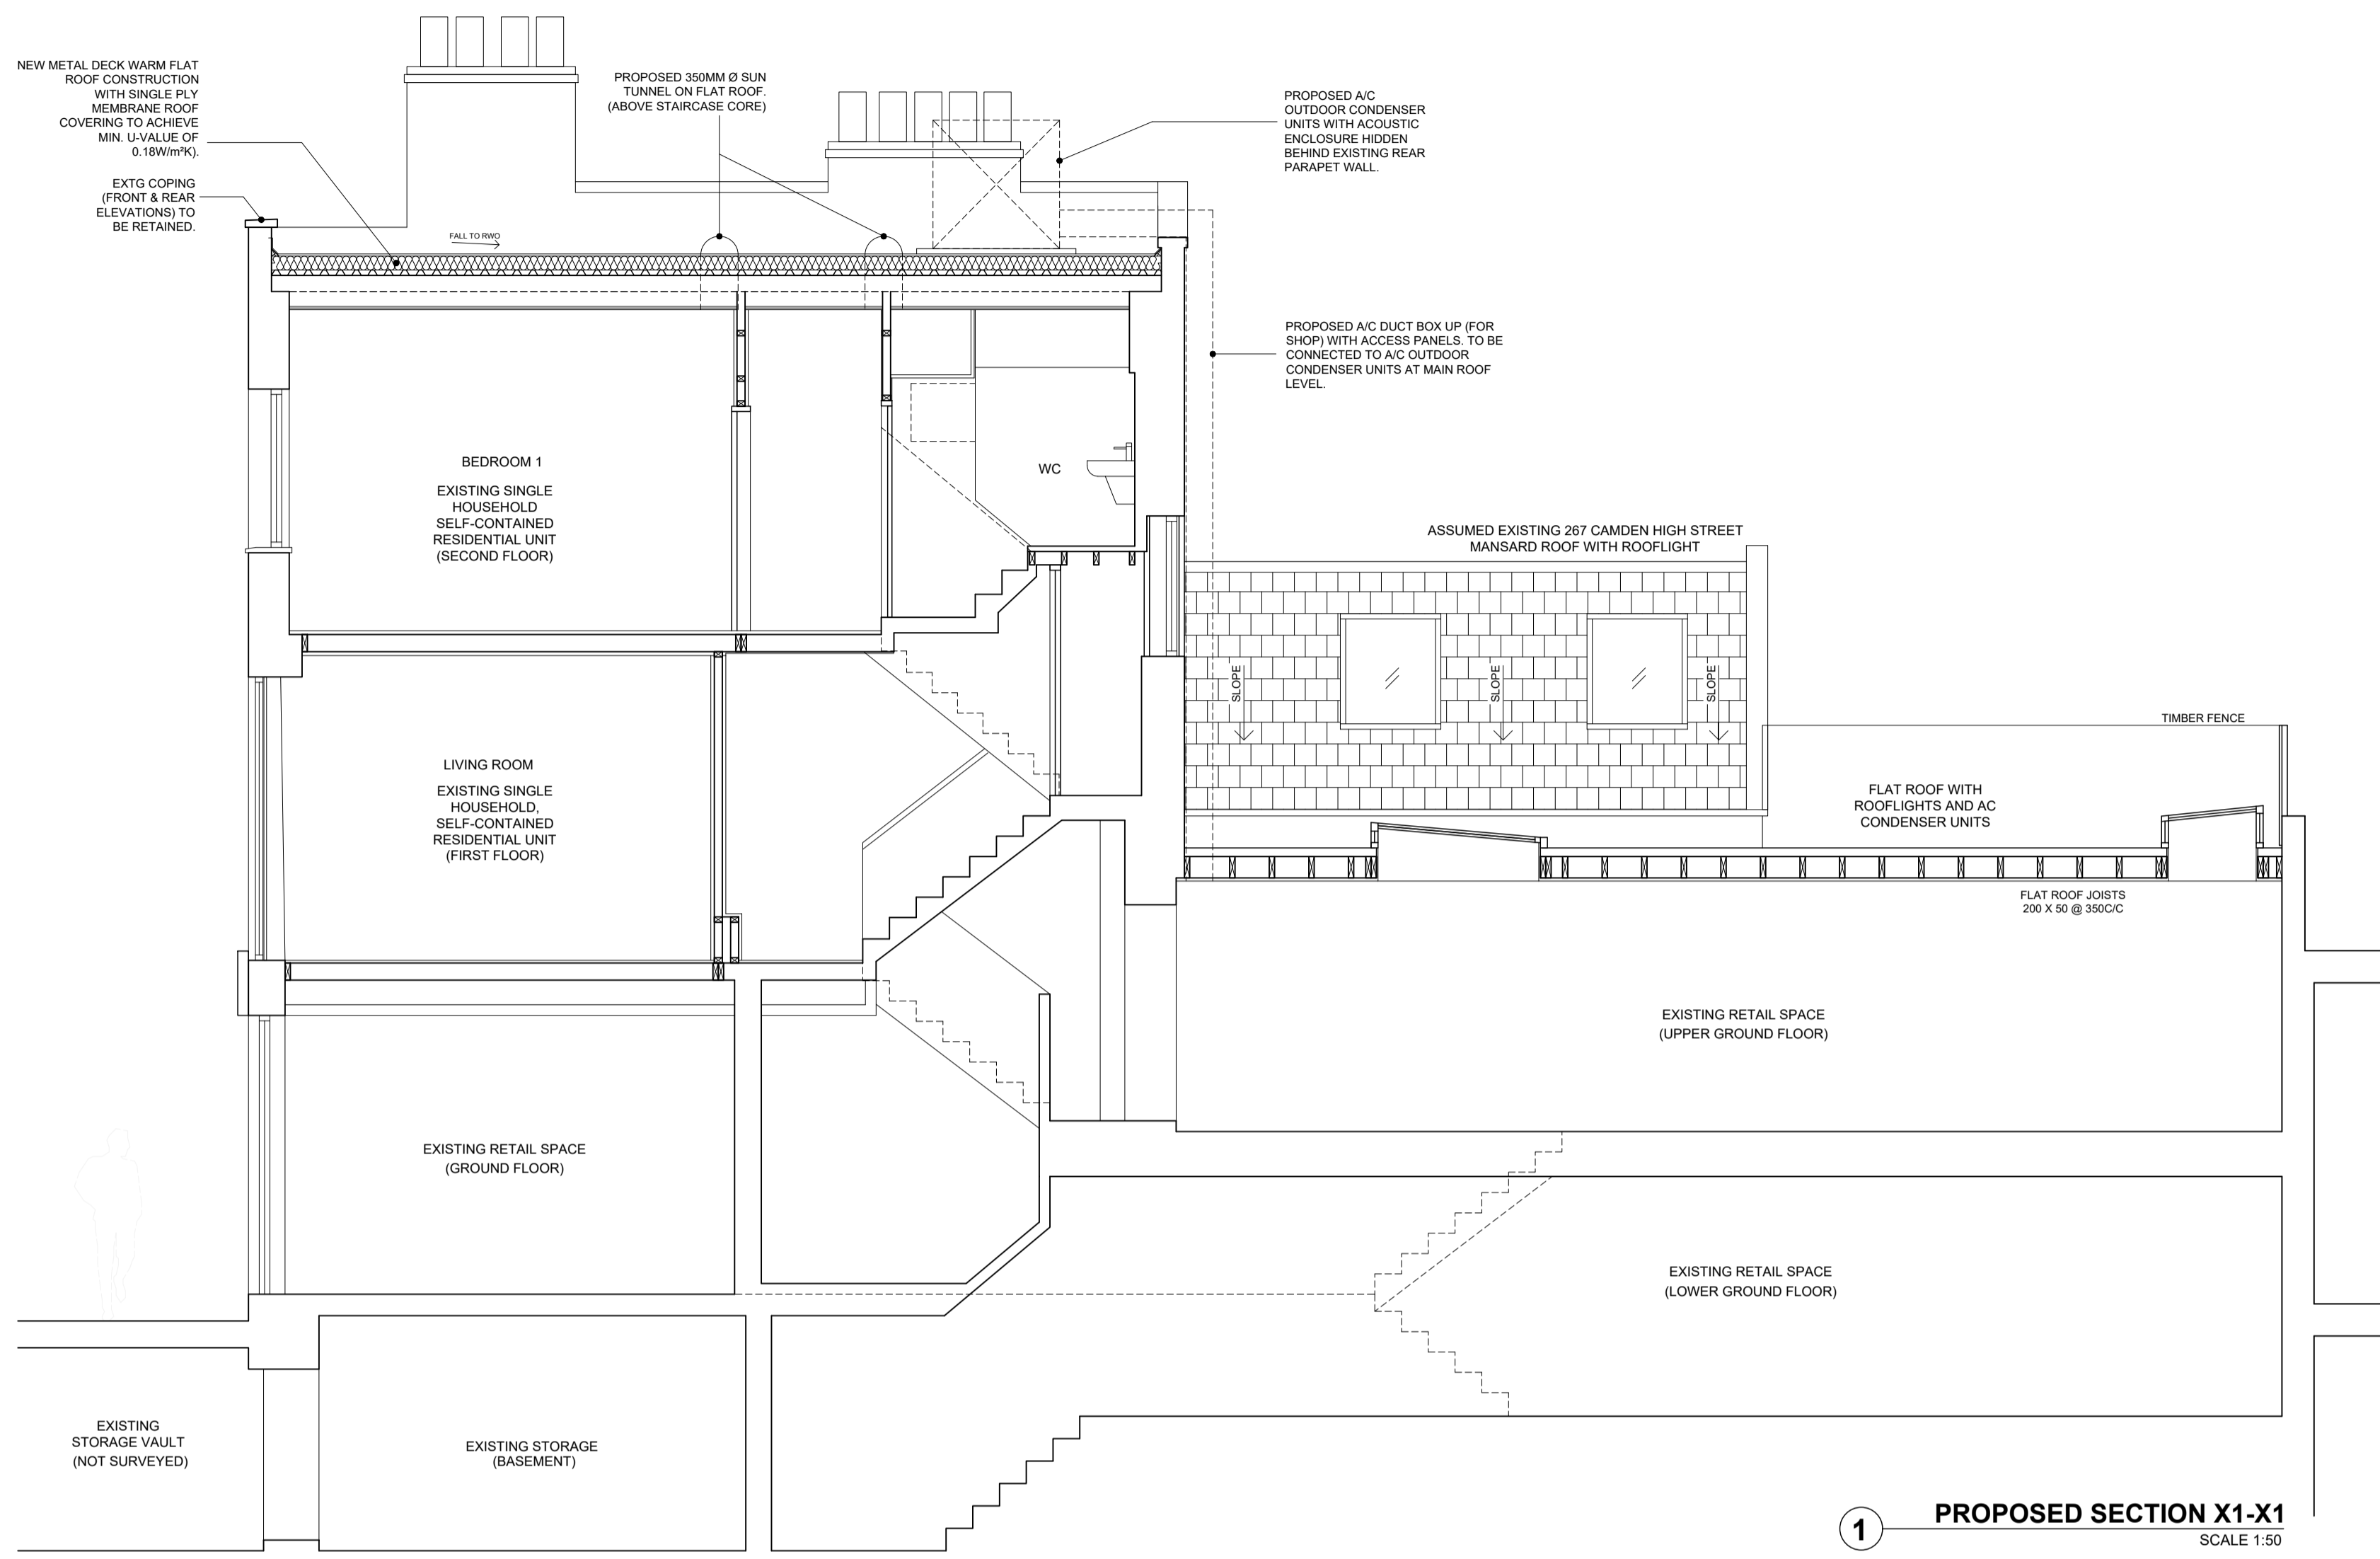 NEW METAL DECK WARM FLAT
ROOF CONSTRUCTION
WITH SINGLE PLY
MEMBRANE ROOF
COVERING TO ACHIEVE
MIN. U-VALUE OF
0.18W/m²K).
EXTG COPING
(FRONT & REAR
ELEVATIONS) TO
BE RETAINED.
PROPOSED 350MM Ø SUN
TUNNEL ON FLAT ROOF.
(ABOVE STAIRCASE CORE)
PROPOSED A/C
OUTDOOR CONDENSER
UNITS WITH ACOUSTIC
ENCLOSURE HIDDEN
BEHIND EXISTING REAR
PARAPET WALL.
FALL TO RWO
PROPOSED A/C DUCT BOX UP (FOR
SHOP) WITH ACCESS PANELS. TO BE
CONNECTED TO A/C OUTDOOR
CONDENSER UNITS AT MAIN ROOF
LEVEL.
BEDROOM 1
EXISTING SINGLE
HOUSEHOLD
SELF-CONTAINED
RESIDENTIAL UNIT
(SECOND FLOOR)
WC
ASSUMED EXISTING 267 CAMDEN HIGH STREET
MANSARD ROOF WITH ROOFLIGHT
SLOPE
SLOPE
SLOPE
TIMBER FENCE
LIVING ROOM
EXISTING SINGLE
HOUSEHOLD,
SELF-CONTAINED
RESIDENTIAL UNIT
(FIRST FLOOR)
FLAT ROOF WITH
ROOFLIGHTS AND AC
CONDENSER UNITS
FLAT ROOF JOISTS
200 X 50 @ 350C/C
EXISTING RETAIL SPACE
(UPPER GROUND FLOOR)
EXISTING RETAIL SPACE
(GROUND FLOOR)
EXISTING RETAIL SPACE
(LOWER GROUND FLOOR)
EXISTING
STORAGE VAULT
(NOT SURVEYED)
EXISTING STORAGE
(BASEMENT)
1
PROPOSED SECTION X1-X1
SCALE 1:50